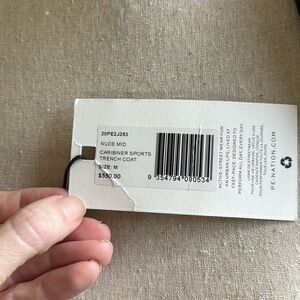 20PE2J253
NUDE MID
CARIBINER SPORTS
TRENCH COAT
SIZE: M
$550.00
9 354794 090534
ACTIVE-STREET WEAR FOR
AN URBAN LIFE, LIVED AT
FAST-PACE. DESIGNED TO
PERFORM ALL DAY, EVERY DAY.
PE-NATION.COM